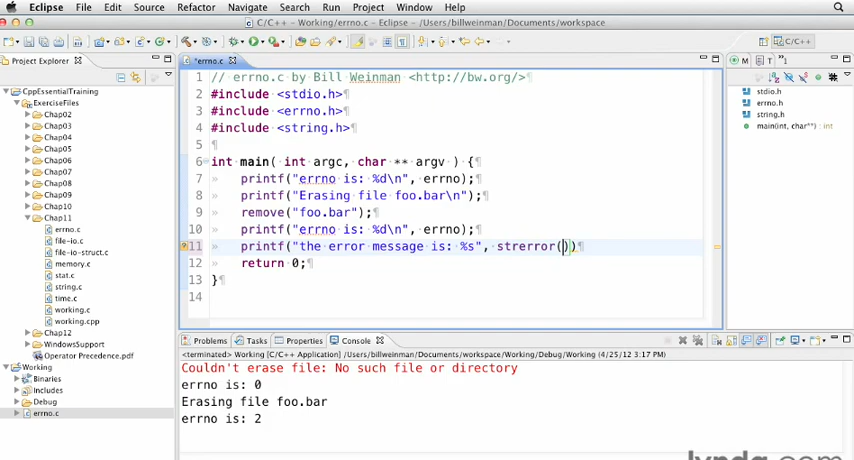 Eclipse File Edit Source Refactor Navigate Search Run Project Window Help
C/C++ - Working/errno.c - Eclipse - /Users/billweinman/Documents/workspace
C/C++
Project Explorer
*errno.c
M
T
»1
CppEssentialTraining
ExerciseFiles
Chap02
Chap03
Chap04
Chap05
Chap06
Chap07
Chap08
Chap09
Chap10
Chap11
errno.c
file-io.c
file-io-struct.c
memory.c
stat.c
string.c
time.c
working.c
working.cpp
Chap12
WindowsSupport
Operator Precedence.pdf
Working
Binaries
Includes
Debug
errno.c
1 // errno.c by Bill Weinman <http://bw.org/>¶
2 #include <stdio.h>¶
3 #include <errno.h>¶
4 #include <string.h>¶
5 ¶
6 int main( int argc, char ** argv ) {¶
7 » printf("errno is: %d\n", errno);¶
8 » printf("Erasing file foo.bar\n");¶
9 » remove("foo.bar");¶
10 » printf("errno is: %d\n", errno);¶
11 » printf("the error message is: %s", strerror())¶
12 » return 0;¶
13 }¶
14
stdio.h
errno.h
string.h
main(int, char**) : int
Problems Tasks Properties Console
<terminated> Working [C/C++ Application] /Users/billweinman/Documents/workspace/Working/Debug/Working (4/25/12 3:17 PM)
Couldn't erase file: No such file or directory
errno is: 0
Erasing file foo.bar
errno is: 2
lynda.com